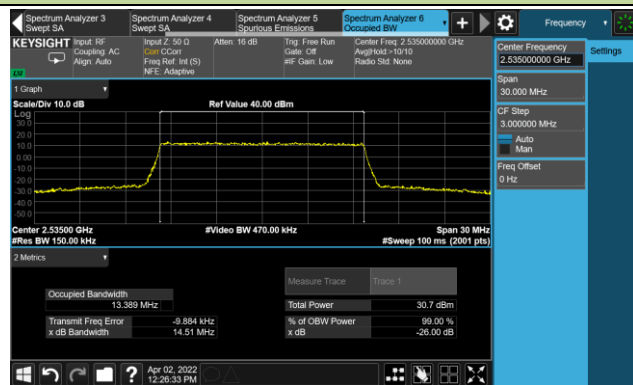 Spectrum Analyzer 3
Swept SA
Spectrum Analyzer 4
Swept SA
Spectrum Analyzer 5
Spurious Emissions
Spectrum Analyzer 6
Occupied BW
+
Frequency
KEYSIGHT
Input: RF
Coupling: AC
Align: Auto
Input Z: 50 Ω
Corr CCorr
Freq Ref: Int (S)
NFE: Adaptive
Atten: 16 dB
Trig: Free Run
Gate: Off
#IF Gain: Low
Center Freq: 2.535000000 GHz
Avg|Hold:>10/10
Radio Std: None
LXI
Center Frequency
2.535000000 GHz
Settings
Span
30.000 MHz
CF Step
3.000000 MHz
Auto
Man
Freq Offset
0 Hz
1 Graph
Scale/Div 10.0 dB
Ref Value 40.00 dBm
Log
30.0
20.0
10.0
0.00
-10.0
-20.0
-30.0
-40.0
-50.0
Center 2.53500 GHz
#Video BW 470.00 kHz
Span 30 MHz
#Res BW 150.00 kHz
#Sweep 100 ms (2001 pts)
2 Metrics
Measure Trace
Trace 1
Occupied Bandwidth
13.389 MHz
Total Power
30.7 dBm
Transmit Freq Error
-9.884 kHz
% of OBW Power
99.00 %
x dB Bandwidth
14.51 MHz
x dB
-26.00 dB
?
Apr 02, 2022
12:26:33 PM